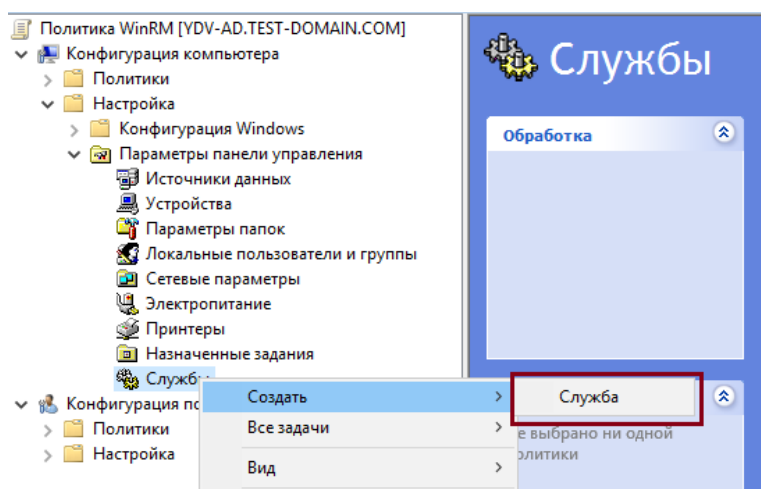 Политика WinRM [YDV-AD.TEST-DOMAIN.COM]
Конфигурация компьютера
Политики
Настройка
Конфигурация Windows
Параметры панели управления
Источники данных
Устройства
Параметры папок
Локальные пользователи и группы
Сетевые параметры
Электропитание
Принтеры
Назначенные задания
Службы
Конфигурация по
Политики
Настройка
Создать
Все задачи
Вид
Служба
Службы
Обработка
е выбрано ни одной
олитики